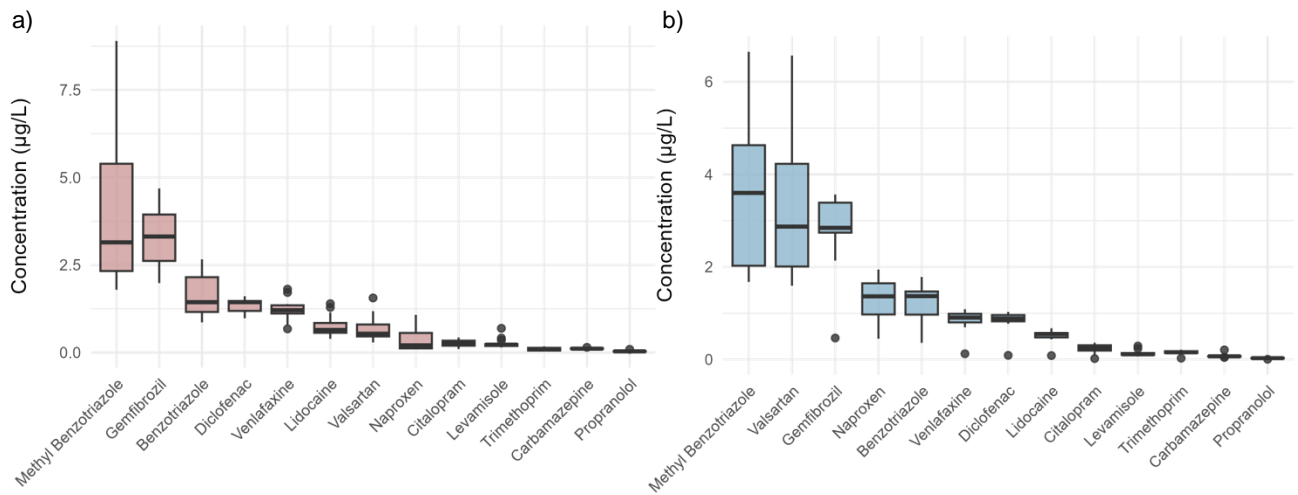 a)
Concentration (µg/L)
7.5
5.0
2.5
0.0
Methyl Benzotriazole
Gemfibrozil
Benzotriazole
Diclofenac
Venlafaxine
Lidocaine
Valsartan
Naproxen
Citalopram
Levamisole
Trimethoprim
Carbamazepine
Propranolol
b)
Concentration (µg/L)
6
4
2
0
Methyl Benzotriazole
Valsartan
Gemfibrozil
Naproxen
Benzotriazole
Venlafaxine
Diclofenac
Lidocaine
Citalopram
Levamisole
Trimethoprim
Carbamazepine
Propranolol